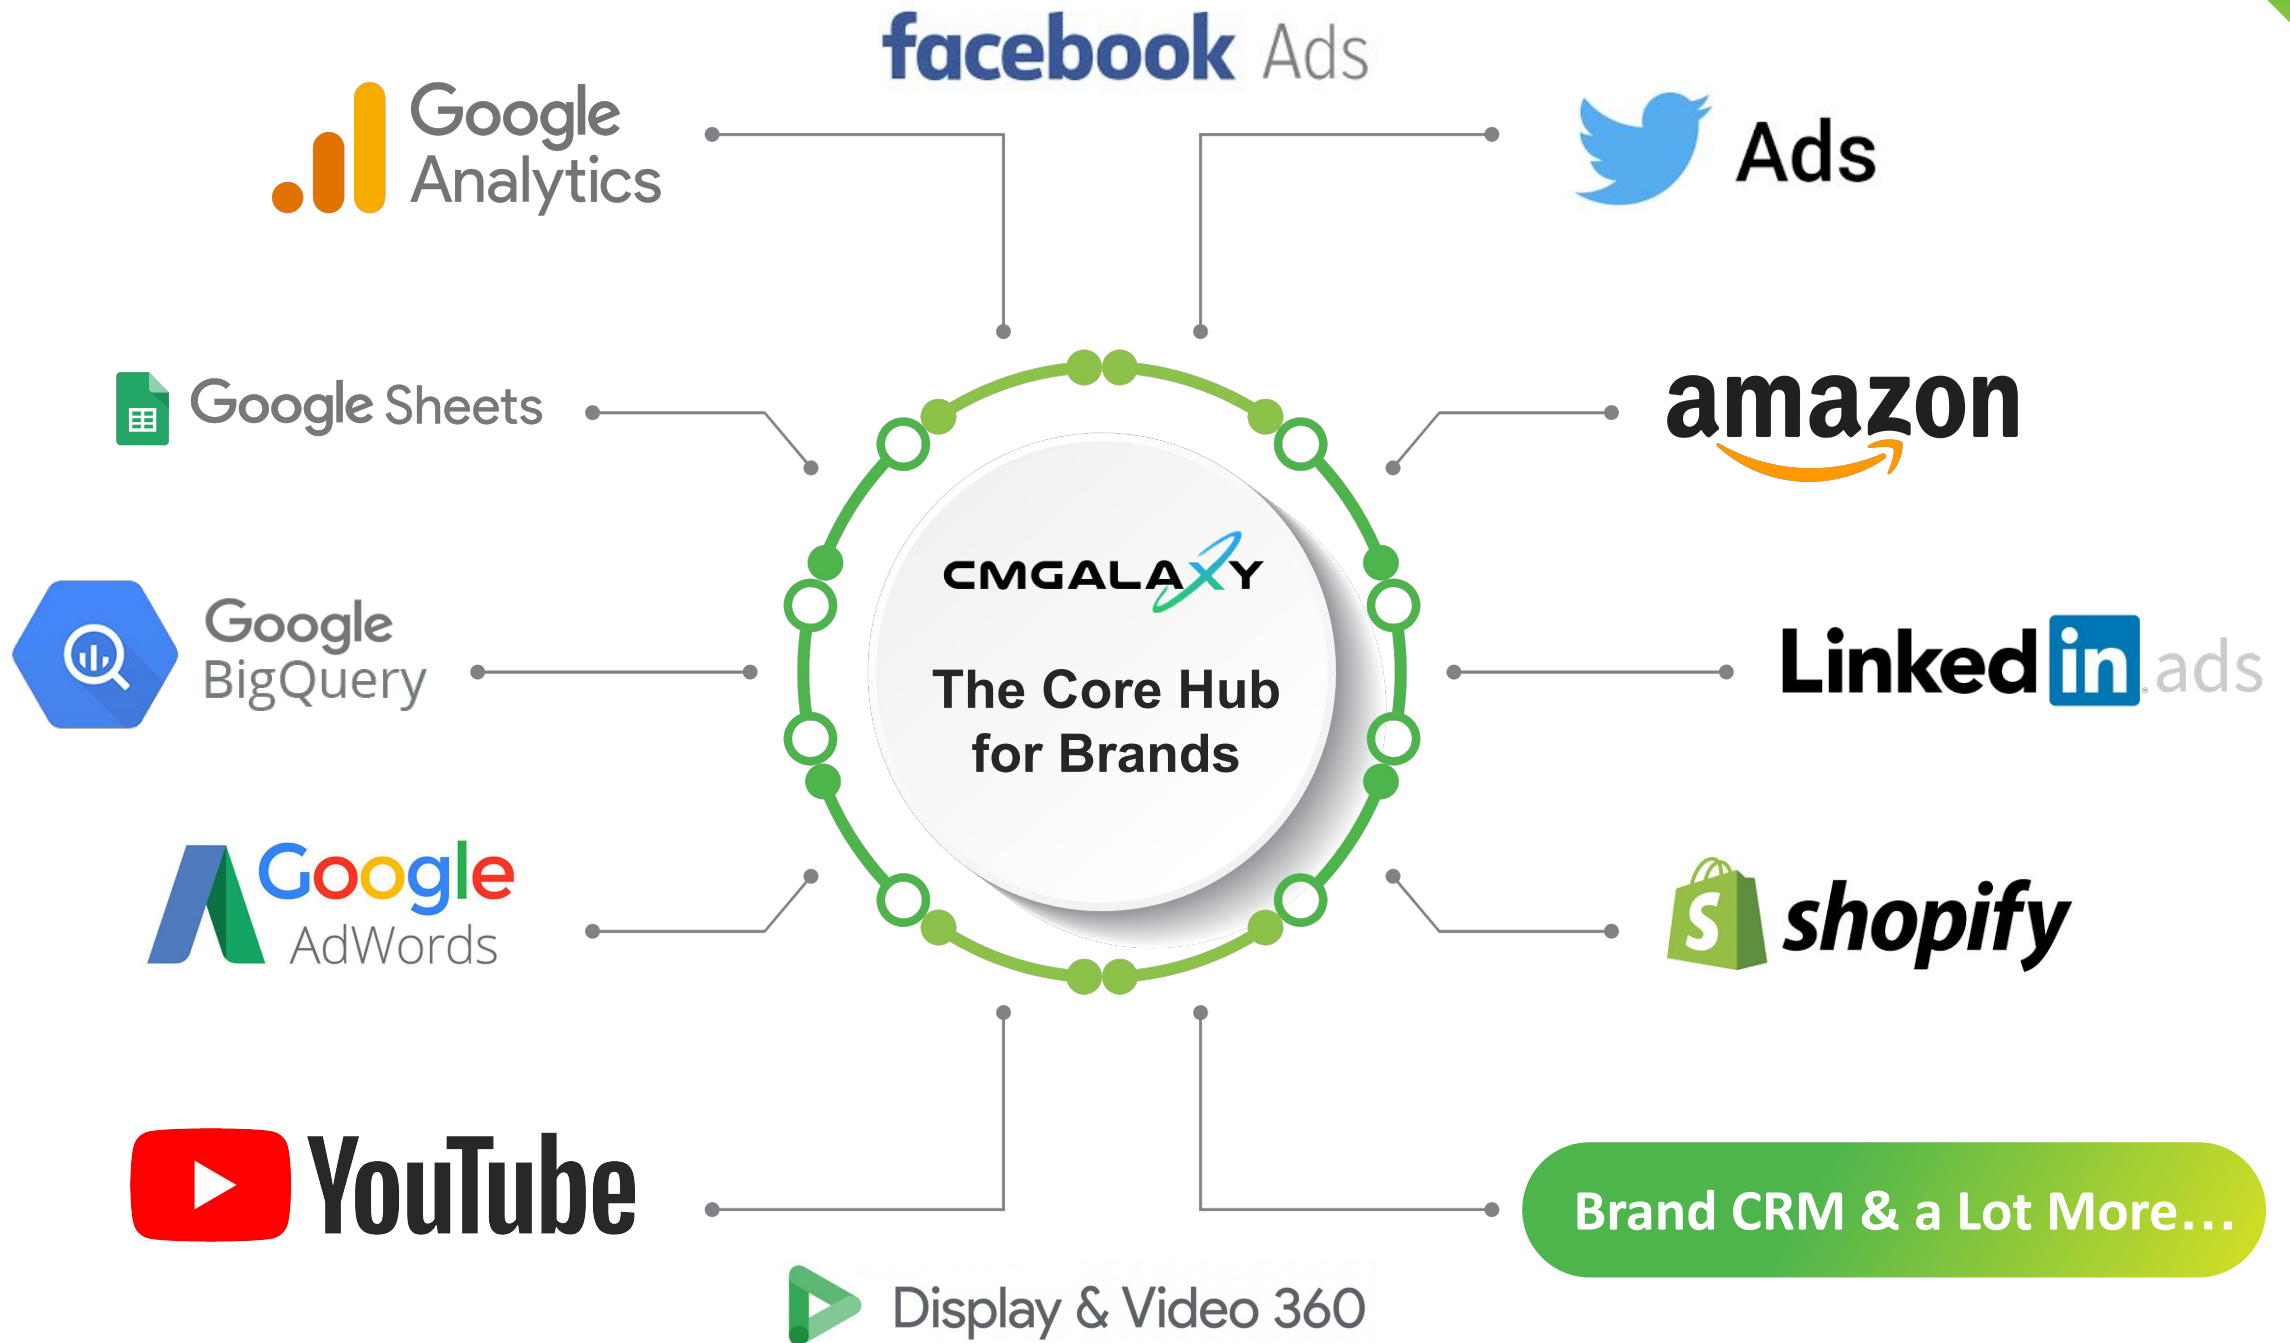 facebook Ads
Google
Analytics
Ads
Google Sheets
amazon
CMGALAXY
The Core Hub
for Brands
Google
BigQuery
Linked in ads
Google
AdWords
S shopify
YouTube
Brand CRM & a Lot More...
Display & Video 360